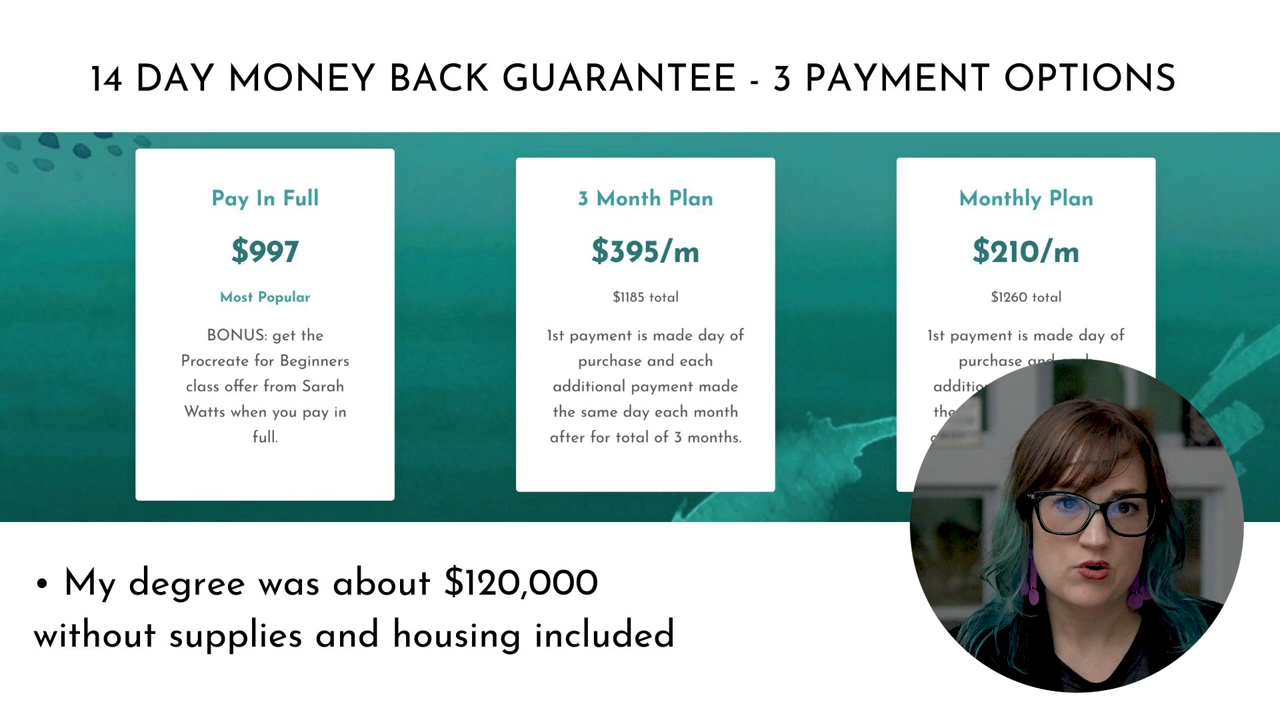 14 DAY MONEY BACK GUARANTEE - 3 PAYMENT OPTIONS
Pay In Full
$997
Most Popular
BONUS: get the
Procreate for Beginners
class offer from Sarah
Watts when you pay in
full.
3 Month Plan
$395/m
$1185 total
1st payment is made day of
purchase and each
additional payment made
the same day each month
after for total of 3 months.
Monthly Plan
$210/m
$1260 total
1st payment is made day of
purchase
• My degree was about $120,000
without supplies and housing included